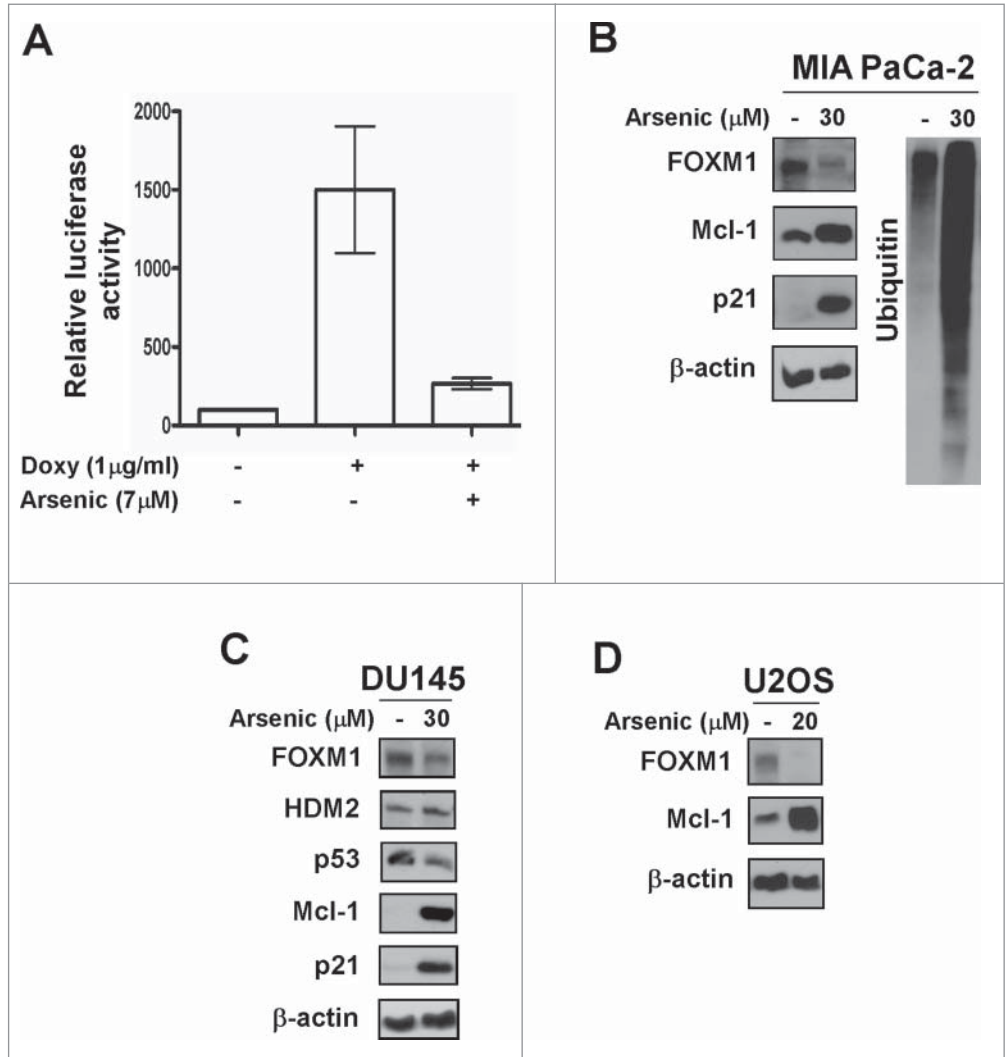 A
Relative luciferase
activity
2000
1500
1000
500
0
Doxy (1μg/ml) - + +
Arsenic (7μM) - - +
B
MIA PaCa-2
Arsenic (μM) - 30 - 30
FOXM1
Mcl-1
p21
β-actin
Ubiquitin
C
DU145
Arsenic (μM) - 30
FOXM1
HDM2
p53
Mcl-1
p21
β-actin
D
U2OS
Arsenic (μM) - 20
FOXM1
Mcl-1
β-actin